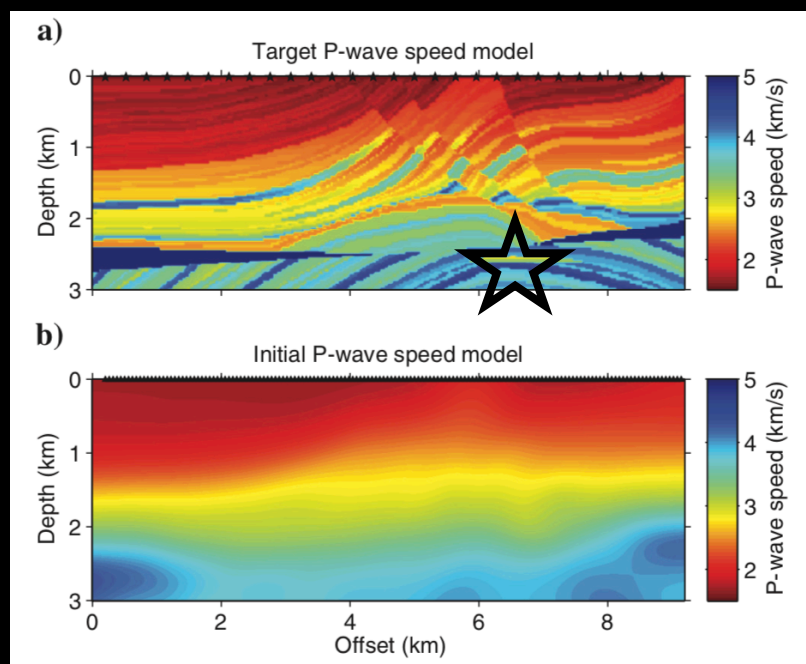 a)
Target P-wave speed model
0
1
2
3
Depth (km)
5
4
3
2
P-wave speed (km/s)
b)
Initial P-wave speed model
0
1
2
3
Depth (km)
0 2 4 6 8
Offset (km)
5
4
3
2
P-wave speed (km/s)